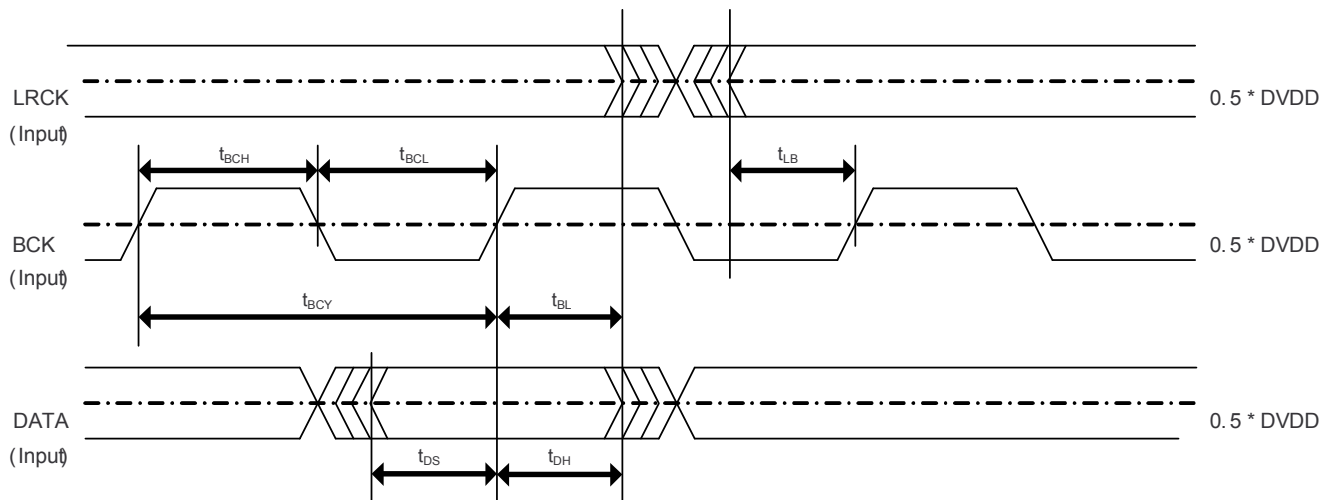 LRCK
(Input)
0.5 * DVDD
tBCH
tBCL
tLB
BCK
(Input)
0.5 * DVDD
tBCY
tBL
DATA
(Input)
0.5 * DVDD
tDS
tDH